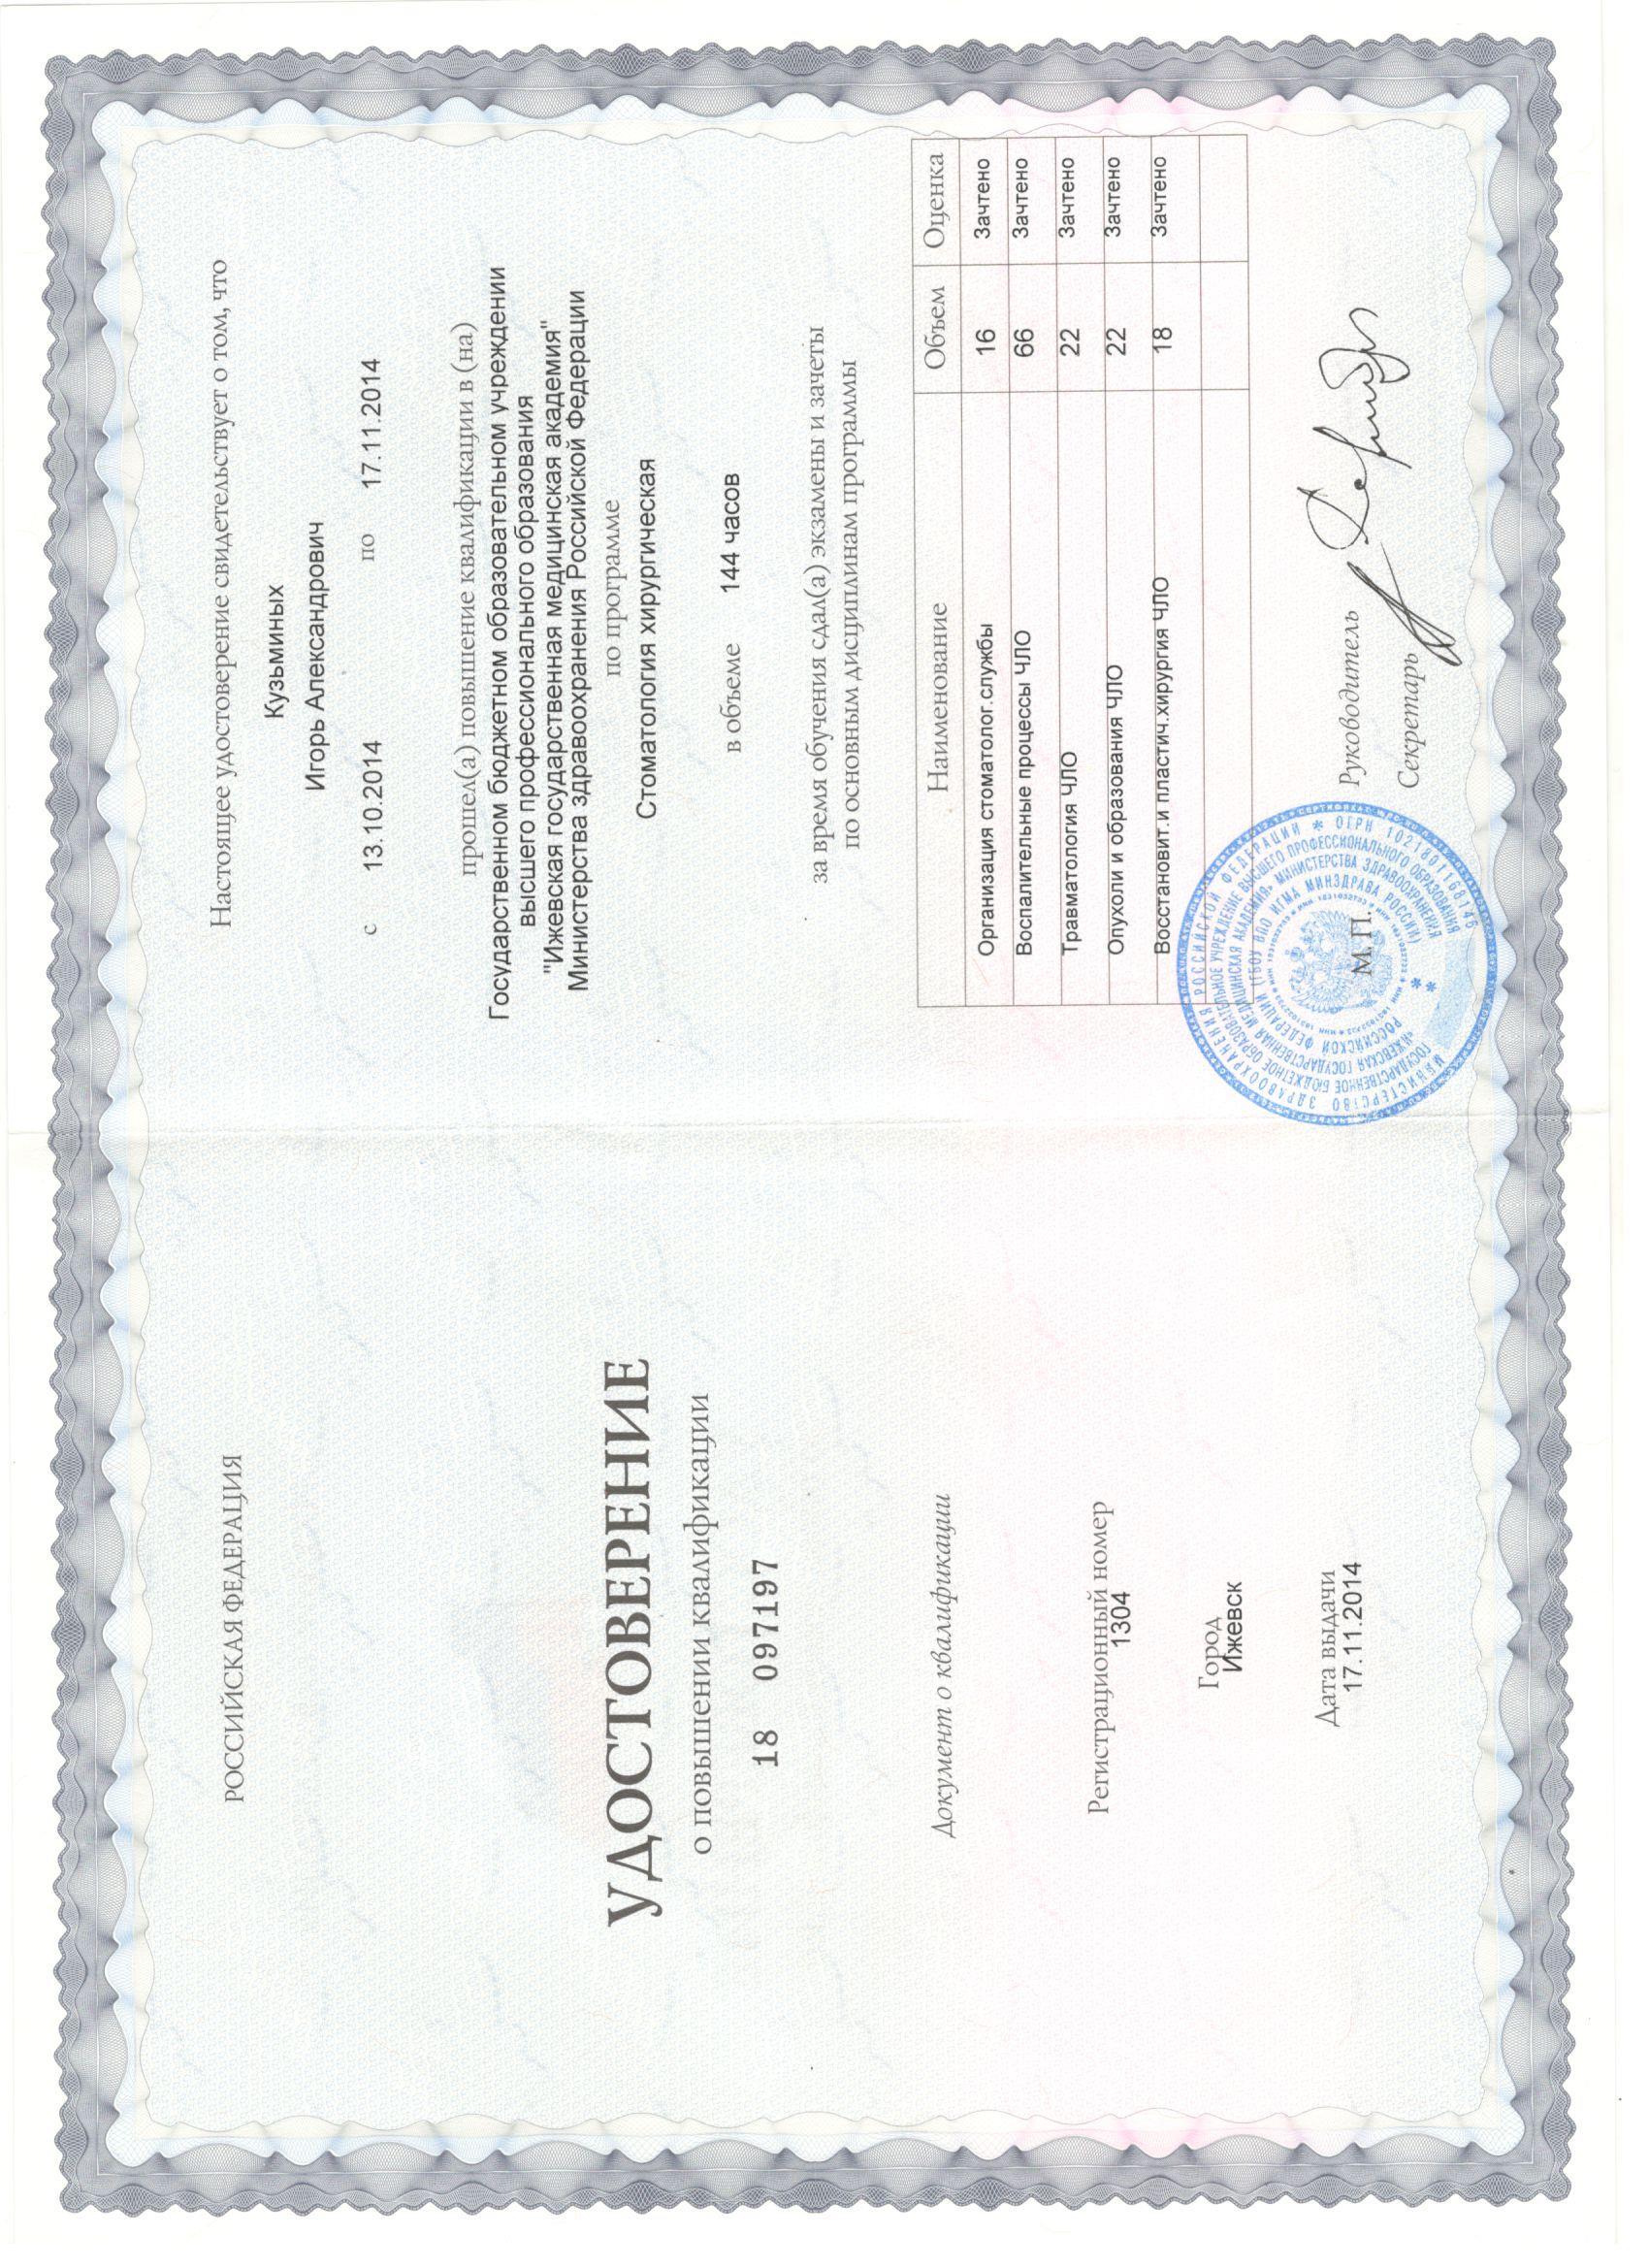 РОССИЙСКАЯ ФЕДЕРАЦИЯ
УДОСТОВЕРЕНИЕ
о повышении квалификации
18 097197
Документ о квалификации
Регистрационный номер
1304
Город
Ижевск
Дата выдачи
17.11.2014
Настоящее удостоверение свидетельствует о том, что
Кузьминых
Игорь Александрович
с 13.10.2014 по 17.11.2014
прошел(а) повышение квалификации в (на)
Государственном бюджетном образовательном учреждении
высшего профессионального образования
"Ижевская государственная медицинская академия"
Министерства здравоохранения Российской Федерации
по программе
Стоматология хирургическая
в объеме 144 часов
за время обучения сдал(а) экзамены и зачеты
по основным дисциплинам программы
Наименование Объем Оценка
Организация стоматолог.службы 16 Зачтено
Воспалительные процессы ЧЛО 66 Зачтено
Травматология ЧЛО 22 Зачтено
Опухоли и образования ЧЛО 22 Зачтено
Восстановит.и пластич.хирургия ЧЛО 18 Зачтено
Руководитель
М.П.
Секретарь
МИНИСТЕРСТВО ЗДРАВООХРАНЕНИЯ РОССИЙСКОЙ ФЕДЕРАЦИИ * ОГРН 1021801168146
ГОСУДАРСТВЕННОЕ БЮДЖЕТНОЕ ОБРАЗОВАТЕЛЬНОЕ УЧРЕЖДЕНИЕ ВЫСШЕГО ПРОФЕССИОНАЛЬНОГО ОБРАЗОВАНИЯ
«ИЖЕВСКАЯ ГОСУДАРСТВЕННАЯ МЕДИЦИНСКАЯ АКАДЕМИЯ» МИНИСТЕРСТВА ЗДРАВООХРАНЕНИЯ
РОССИЙСКОЙ ФЕДЕРАЦИИ (ГБОУ ВПО ИГМА МИНЗДРАВА РОССИИ)